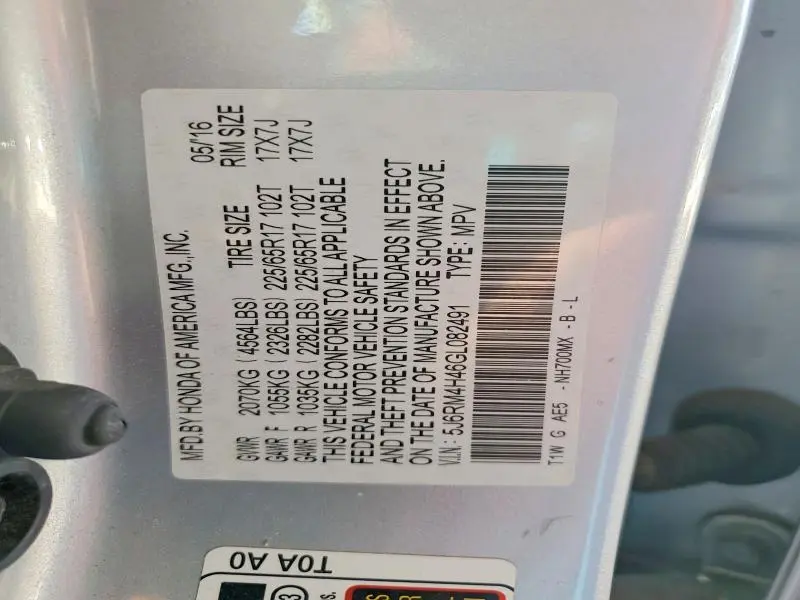 MFD.BY HONDA OF AMERICA MFG.,INC. 05/'16
GVWR 2070KG (4564LBS) TIRE SIZE RIM SIZE
GAWR F 1055KG (2326LBS) 225/65R17 102T 17X7J
GAWR R 1035KG (2282LBS) 225/65R17 102T 17X7J
THIS VEHICLE CONFORMS TO ALL APPLICABLE
FEDERAL MOTOR VEHICLE SAFETY
AND THEFT PREVENTION STANDARDS IN EFFECT
ON THE DATE OF MANUFACTURE SHOWN ABOVE.
V.I.N.: 5J6RM4H46GL082491 TYPE: MPV
T1W G AE5 -NH700MX -B -L
T0A A0